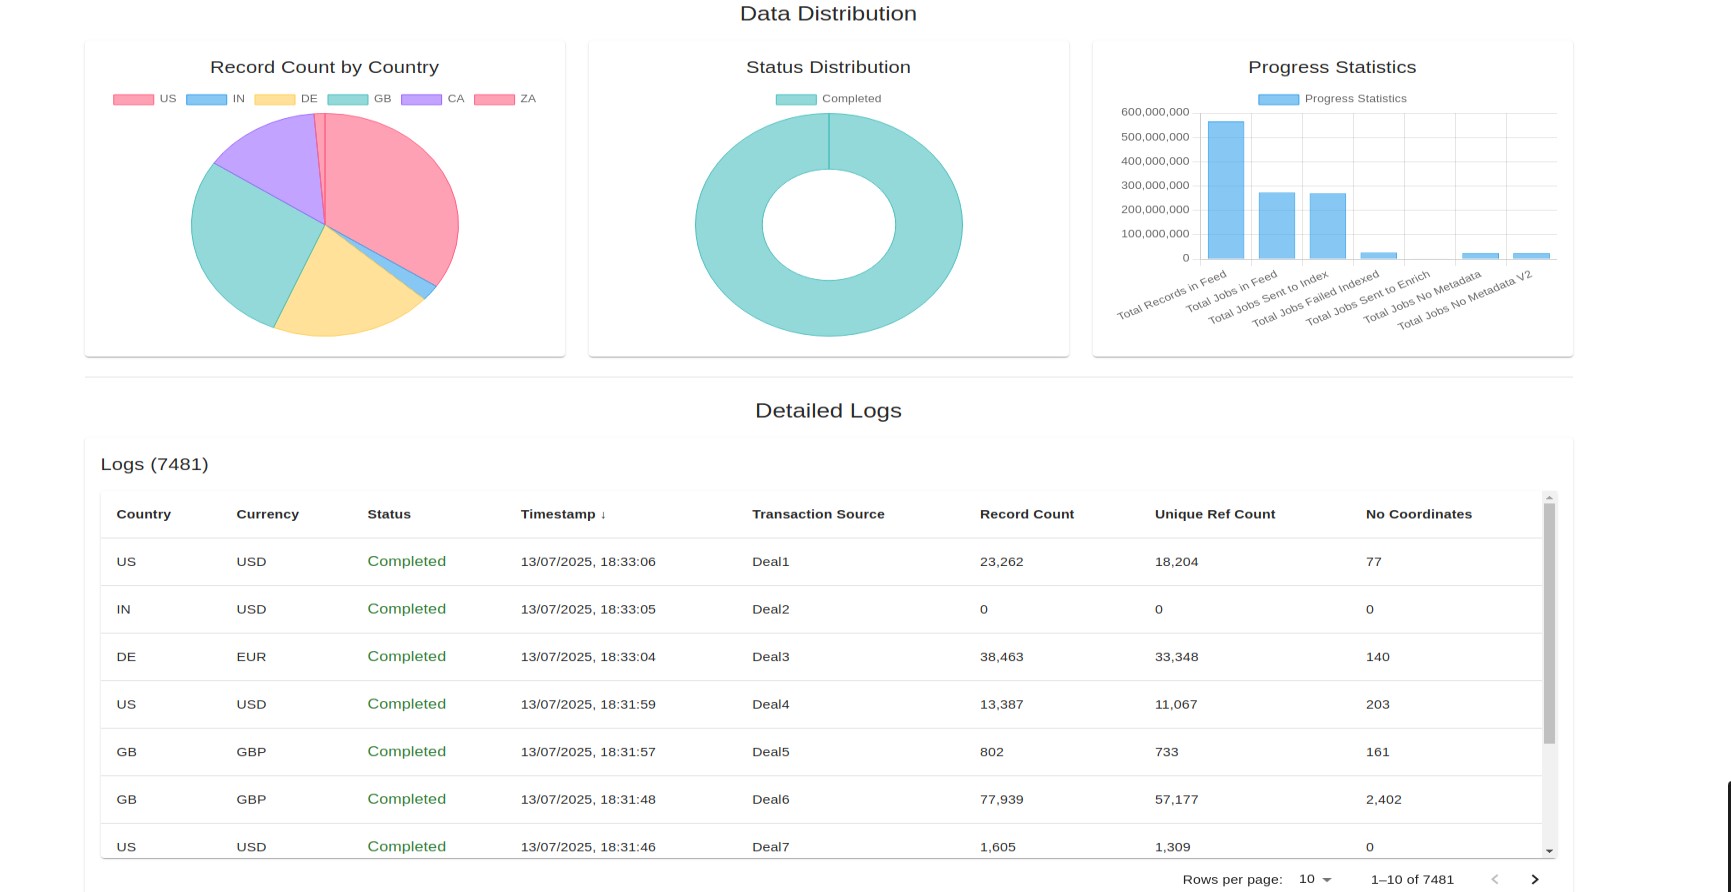 Data Distribution
Record Count by Country
US IN DE GB CA ZA
Status Distribution
Completed
Progress Statistics
Progress Statistics
600,000,000
500,000,000
400,000,000
300,000,000
200,000,000
100,000,000
0
Total Records in Feed
Total Jobs in Feed
Total Jobs Sent to Index
Total Jobs Failed Indexed
Total Jobs Sent to Enrich
Total Jobs No Metadata
Total Jobs No Metadata V2
Detailed Logs
Logs (7481)
Country Currency Status Timestamp ↓ Transaction Source Record Count Unique Ref Count No Coordinates
US USD Completed 13/07/2025, 18:33:06 Deal1 23,262 18,204 77
IN USD Completed 13/07/2025, 18:33:05 Deal2 0 0 0
DE EUR Completed 13/07/2025, 18:33:04 Deal3 38,463 33,348 140
US USD Completed 13/07/2025, 18:31:59 Deal4 13,387 11,067 203
GB GBP Completed 13/07/2025, 18:31:57 Deal5 802 733 161
GB GBP Completed 13/07/2025, 18:31:48 Deal6 77,939 57,177 2,402
US USD Completed 13/07/2025, 18:31:46 Deal7 1,605 1,309 0
Rows per page: 10 1–10 of 7481